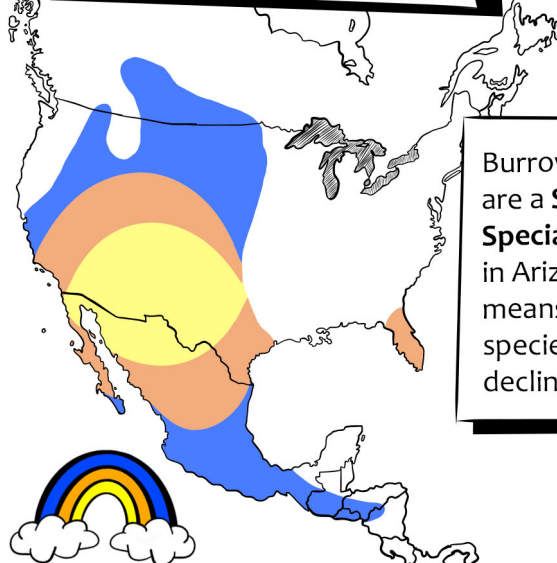 Burrow
are a S
Specia
in Ariz
means
specie
declin